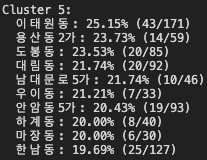 Cluster 5:
이태원동: 25.15% (43/171)
용산동2가: 23.73% (14/59)
도봉동: 23.53% (20/85)
대림동: 21.74% (20/92)
남대문로5가: 21.74% (10/46)
우이동: 21.21% (7/33)
안암동5가: 20.43% (19/93)
하계동: 20.00% (8/40)
마장동: 20.00% (6/30)
한남동: 19.69% (25/127)